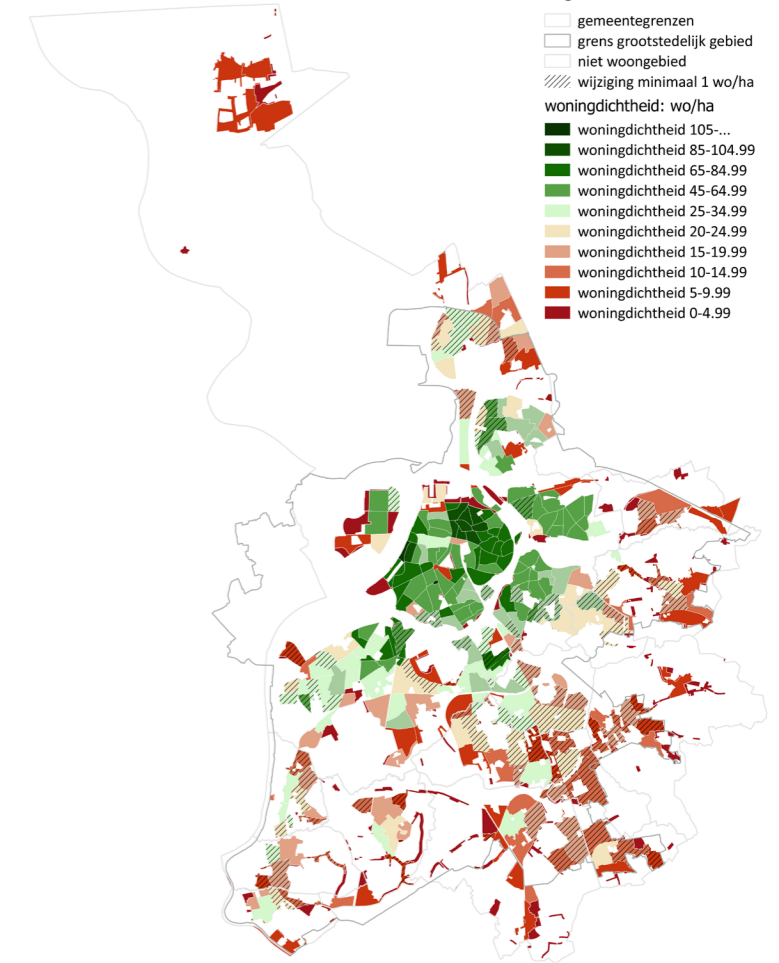 gemeentegrenzen
grens grootstedelijk gebied
niet woongebied
wijziging minimaal 1 wo/ha
woningdichtheid: wo/ha
woningdichtheid 105-...
woningdichtheid 85-104.99
woningdichtheid 65-84.99
woningdichtheid 45-64.99
woningdichtheid 25-34.99
woningdichtheid 20-24.99
woningdichtheid 15-19.99
woningdichtheid 10-14.99
woningdichtheid 5-9.99
woningdichtheid 0-4.99